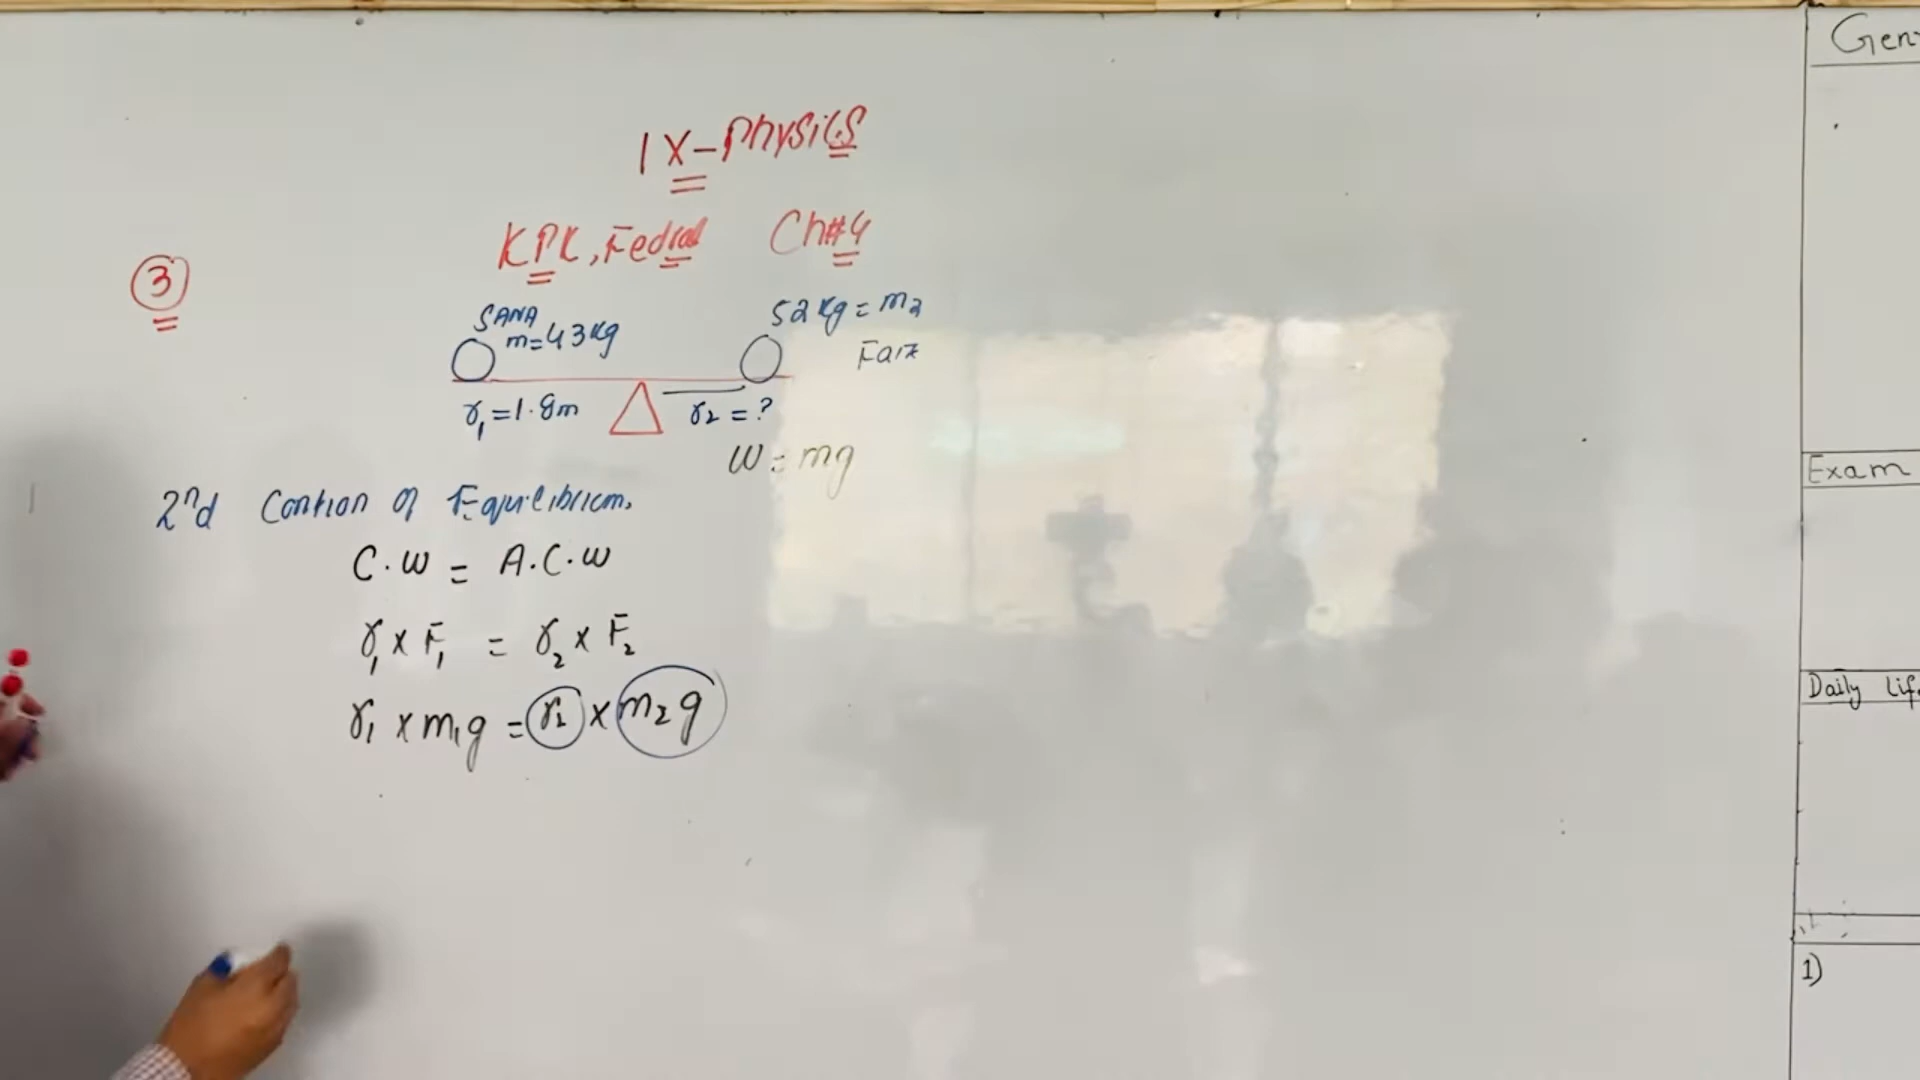 IX-Physics
KPK, Fedral Ch#4
3
SANA
m=43kg
52kg = m2
Faiz
r1=1.8m
r2 = ?
W = mg
2nd Contion of Equilibrium.
C.W = A.C.W
r1 x F1 = r2 x F2
r1 x m1g = r2 x m2g
Gen
Exam
Daily Life
1)